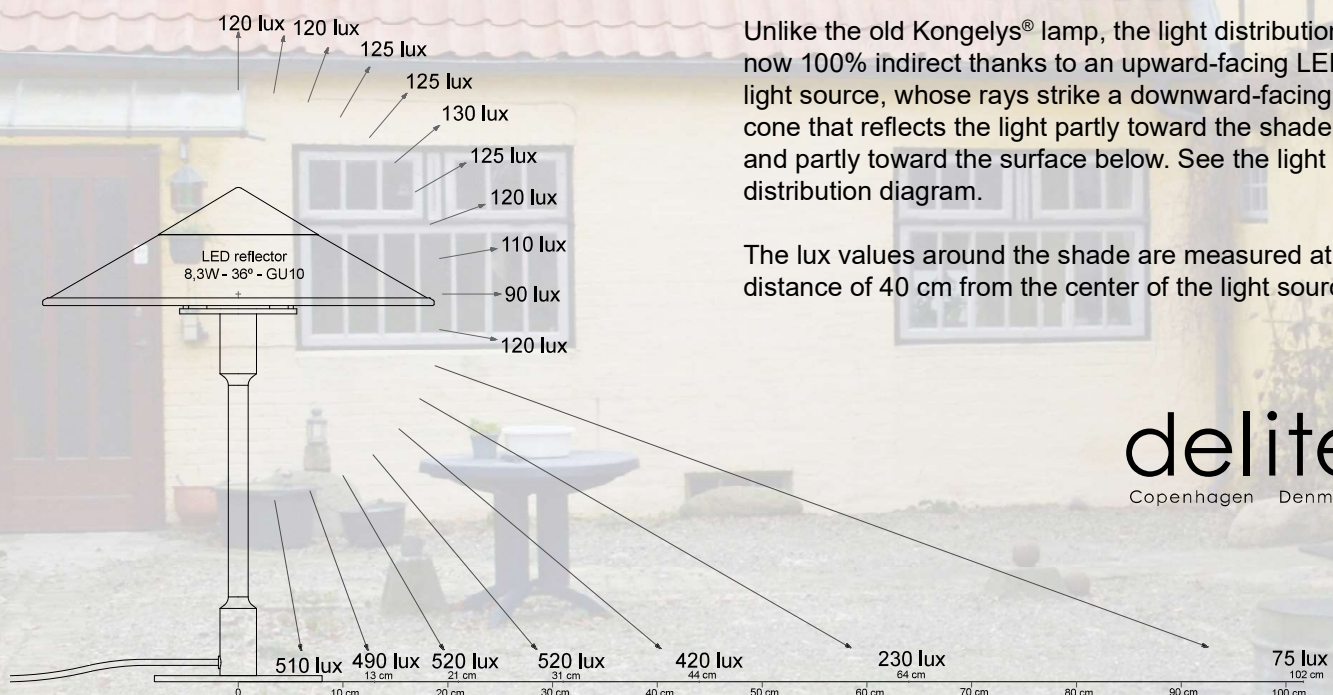 120 lux 120 lux
125 lux
125 lux
130 lux
125 lux
120 lux
110 lux
90 lux
120 lux
LED reflector
8,3W - 36º - GU10
Unlike the old Kongelys® lamp, the light distribution
now 100% indirect thanks to an upward-facing LED
light source, whose rays strike a downward-facing
cone that reflects the light partly toward the shade
and partly toward the surface below. See the light
distribution diagram.
The lux values around the shade are measured at
distance of 40 cm from the center of the light
delite
Copenhagen
510 lux 490 lux 520 lux 520 lux 420 lux 230 lux 75 lux
13 cm 21 cm 31 cm 44 cm 64 cm 102 cm
0 10 cm 20 cm 30 cm 40 cm 50 cm 60 cm 70 cm 80 cm 90 cm 100 cm